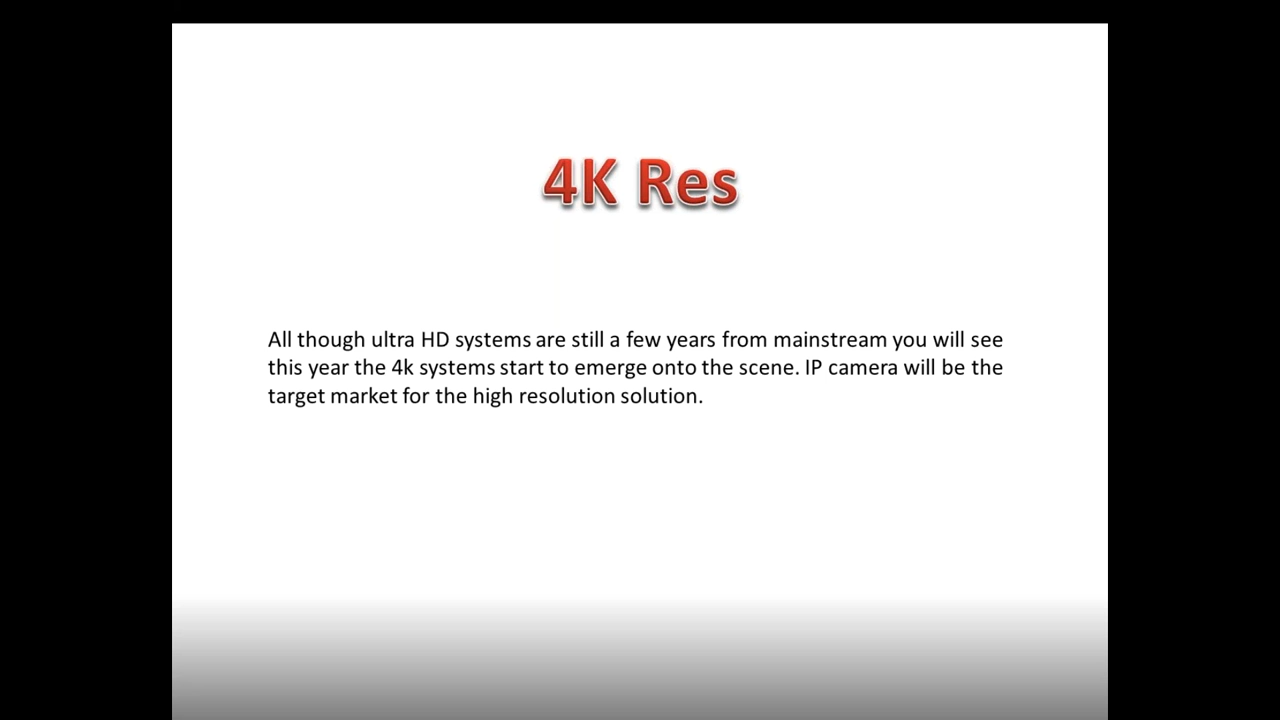 4K Res
All though ultra HD systems are still a few years from mainstream you will see
this year the 4k systems start to emerge onto the scene. IP camera will be the
target market for the high resolution solution.